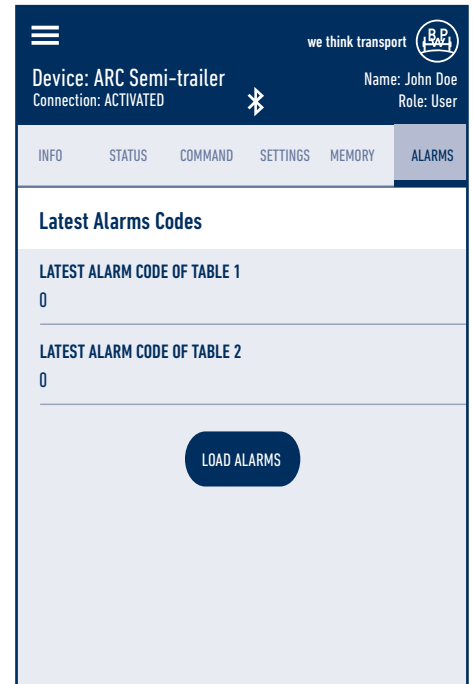 we think transport BPW
Device: ARC Semi-trailer
Name: John Doe
Connection: ACTIVATED
Role: User
INFO STATUS COMMAND SETTINGS MEMORY ALARMS
Latest Alarms Codes
LATEST ALARM CODE OF TABLE 1
0
LATEST ALARM CODE OF TABLE 2
0
LOAD ALARMS